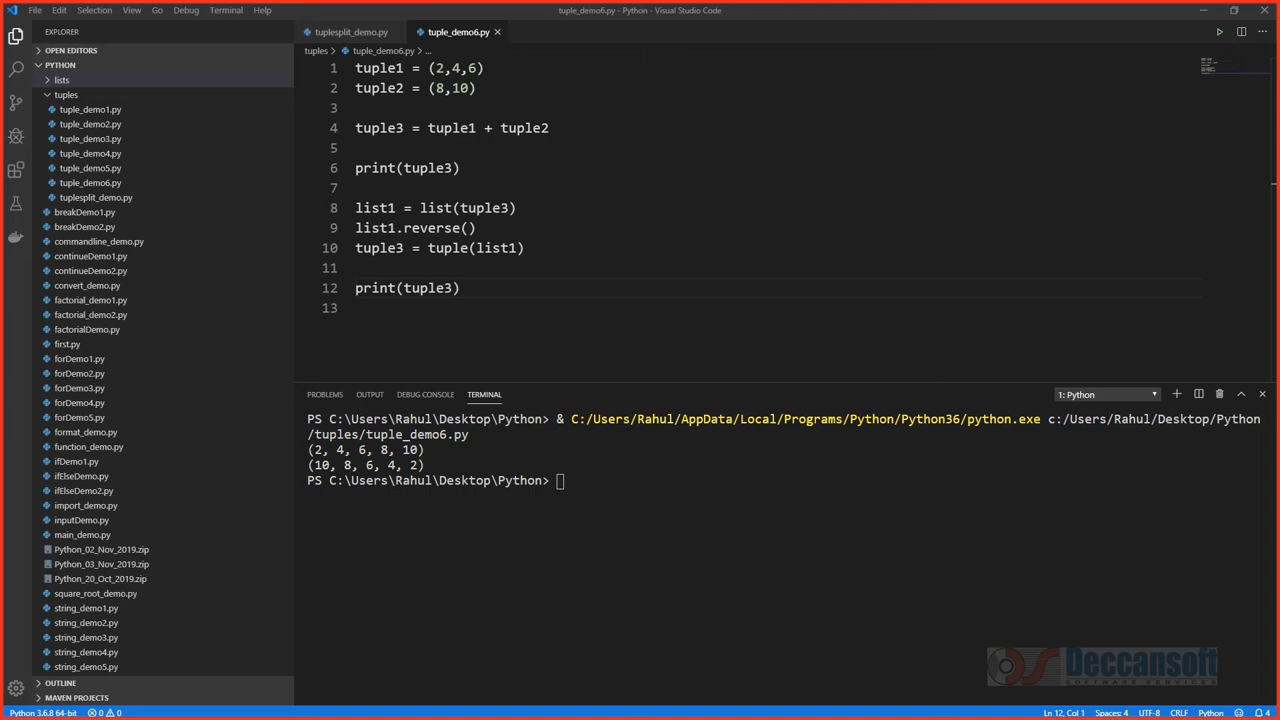 File Edit Selection View Go Debug Terminal Help
tuple_demo6.py - Python - Visual Studio Code
EXPLORER
OPEN EDITORS
PYTHON
lists
tuples
tuple_demo1.py
tuple_demo2.py
tuple_demo3.py
tuple_demo4.py
tuple_demo5.py
tuple_demo6.py
tuplesplit_demo.py
breakDemo1.py
breakDemo2.py
commandline_demo.py
continueDemo1.py
continueDemo2.py
convert_demo.py
factorial_demo1.py
factorial_demo2.py
factorialDemo.py
first.py
forDemo1.py
forDemo2.py
forDemo3.py
forDemo4.py
forDemo5.py
format_demo.py
function_demo.py
ifDemo1.py
ifElseDemo.py
ifElseDemo2.py
import_demo.py
inputDemo.py
main_demo.py
Python_02_Nov_2019.zip
Python_03_Nov_2019.zip
Python_20_Oct_2019.zip
square_root_demo.py
string_demo1.py
string_demo2.py
string_demo3.py
string_demo4.py
string_demo5.py
OUTLINE
MAVEN PROJECTS
tuplesplit_demo.py tuple_demo6.py
tuples > tuple_demo6.py > ...
1 tuple1 = (2,4,6)
2 tuple2 = (8,10)
3
4 tuple3 = tuple1 + tuple2
5
6 print(tuple3)
7
8 list1 = list(tuple3)
9 list1.reverse()
10 tuple3 = tuple(list1)
11
12 print(tuple3)
13
PROBLEMS OUTPUT DEBUG CONSOLE TERMINAL 1: Python
PS C:\Users\Rahul\Desktop\Python> & C:/Users/Rahul/AppData/Local/Programs/Python/Python36/python.exe c:/Users/Rahul/Desktop/Python
/tuples/tuple_demo6.py
(2, 4, 6, 8, 10)
(10, 8, 6, 4, 2)
PS C:\Users\Rahul\Desktop\Python>
Deccansoft
SOFTWARE SERVICES
Python 3.6.8 64-bit 0 0 Ln 12, Col 1 Spaces: 4 UTF-8 CRLF Python 4